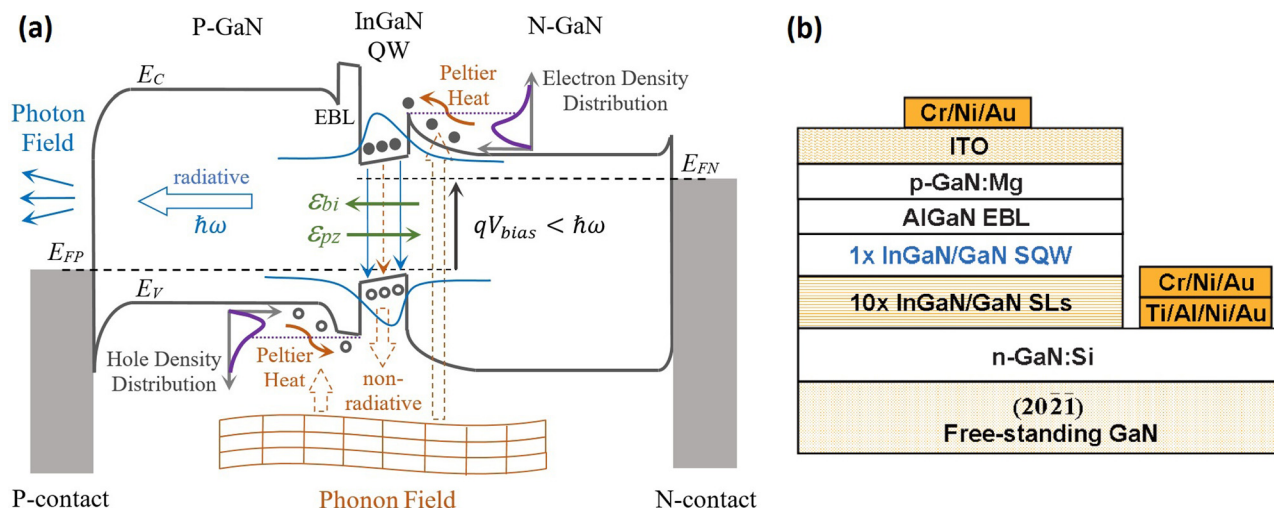 (a)
P-GaN
InGaN
QW
N-GaN
E_C
EBL
Peltier
Heat
Electron Density
Distribution
Photon
Field
radiative
ℏω
ε_bi
ε_pz
qV_bias < ℏω
E_FN
E_FP
E_V
Hole Density
Distribution
Peltier
Heat
non-
radiative
P-contact
Phonon Field
N-contact
(b)
Cr/Ni/Au
ITO
p-GaN:Mg
AlGaN EBL
1x InGaN/GaN SQW
10x InGaN/GaN SLs
Cr/Ni/Au
Ti/Al/Ni/Au
n-GaN:Si
(202̄1̄)
Free-standing GaN